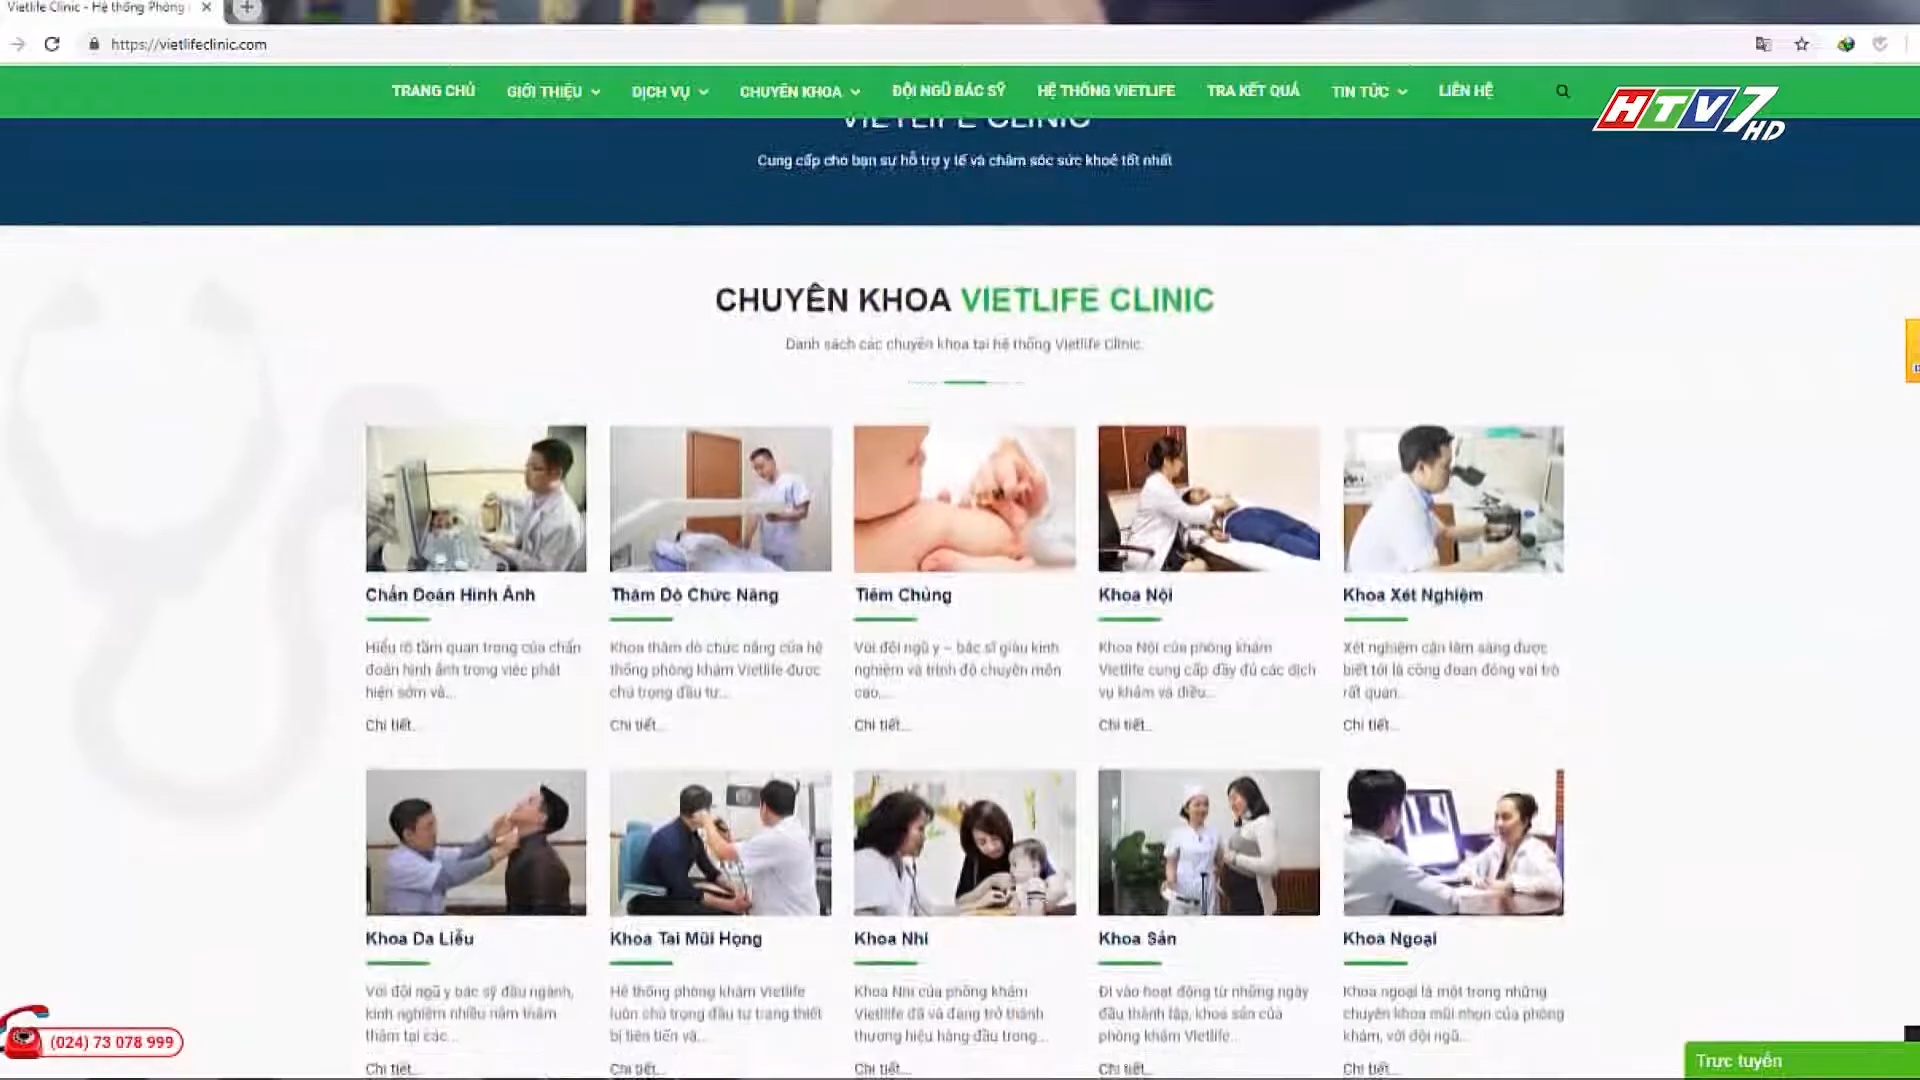 Vietlife Clinic - Hệ thống Phòng
https://vietlifeclinic.com
TRANG CHỦ GIỚI THIỆU DỊCH VỤ CHUYÊN KHOA ĐỘI NGŨ BÁC SỸ HỆ THỐNG VIETLIFE TRA KẾT QUẢ TIN TỨC LIÊN HỆ
HTV7 HD
VIETLIFE CLINIC
Cung cấp cho bạn sự hỗ trợ y tế và chăm sóc sức khoẻ tốt nhất
CHUYÊN KHOA VIETLIFE CLINIC
Danh sách các chuyên khoa tại hệ thống Vietlife Clinic.
Chẩn Đoán Hình Ảnh
Hiểu rõ tầm quan trọng của chẩn
đoán hình ảnh trong việc phát
hiện sớm và...
Chi tiết...
Thăm Dò Chức Năng
Khoa thăm dò chức năng của hệ
thống phòng khám Vietlife được
chú trọng đầu tư...
Chi tiết...
Tiêm Chủng
Với đội ngũ y – bác sĩ giàu kinh
nghiệm và trình độ chuyên môn
cao,...
Chi tiết...
Khoa Nội
Khoa Nội của phòng khám
Vietlife cung cấp đầy đủ các dịch
vụ khám và điều...
Chi tiết...
Khoa Xét Nghiệm
Xét nghiệm cận lâm sàng được
biết tới là công đoạn đóng vai trò
rất quan...
Chi tiết...
Khoa Da Liễu
Với đội ngũ y bác sỹ đầu ngành,
kinh nghiệm nhiều năm thăm
thăm tại các...
Chi tiết...
Khoa Tai Mũi Họng
Hệ thống phòng khám Vietlife
luôn chú trọng đầu tư trang thiết
bị tiên tiến và...
Chi tiết...
Khoa Nhi
Khoa Nhi của phòng khám
Vietlife đã và đang trở thành
thương hiệu hàng đầu trong...
Chi tiết...
Khoa Sản
Đi vào hoạt động từ những ngày
đầu thành lập, khoa sản của
phòng khám Vietlife...
Chi tiết...
Khoa Ngoại
Khoa ngoại là một trong những
chuyên khoa mũi nhọn của phòng
khám, với đội ngũ...
Chi tiết...
(024) 73 078 999
Trực tuyến